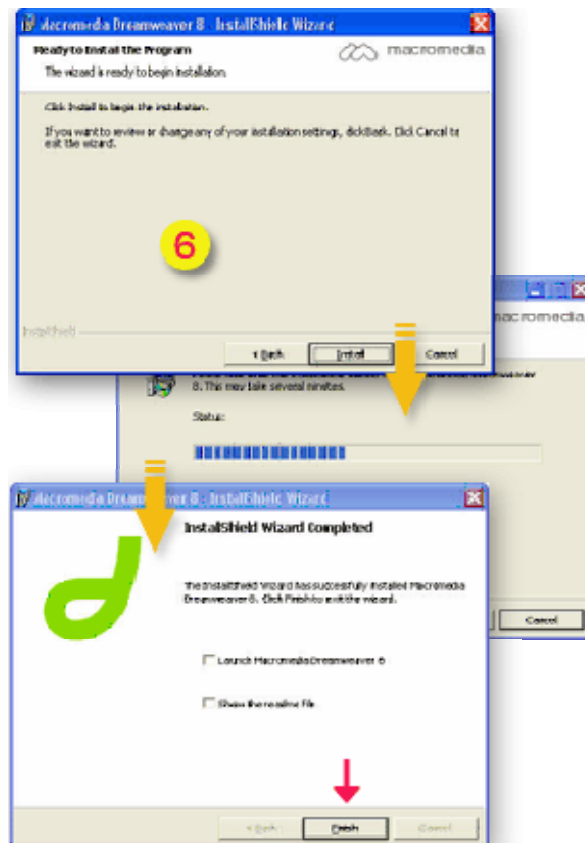 Macromedia Dreamweaver 8 - InstallShield Wizard
Ready to Install the Program
macromedia
The wizard is ready to begin installation.
Click Install to begin the installation.
If you want to review or change any of your installation settings, click Back. Click Cancel to
exit the wizard.
6
InstallShield
< Back
Install
Cancel
macromedia
8. This may take several minutes.
Status:
Cancel
Macromedia Dreamweaver 8 - InstallShield Wizard
InstallShield Wizard Completed
The InstallShield Wizard has successfully installed Macromedia
Dreamweaver 8. Click Finish to exit the wizard.
Launch Macromedia Dreamweaver 8
Show the readme file
< Back
Finish
Cancel